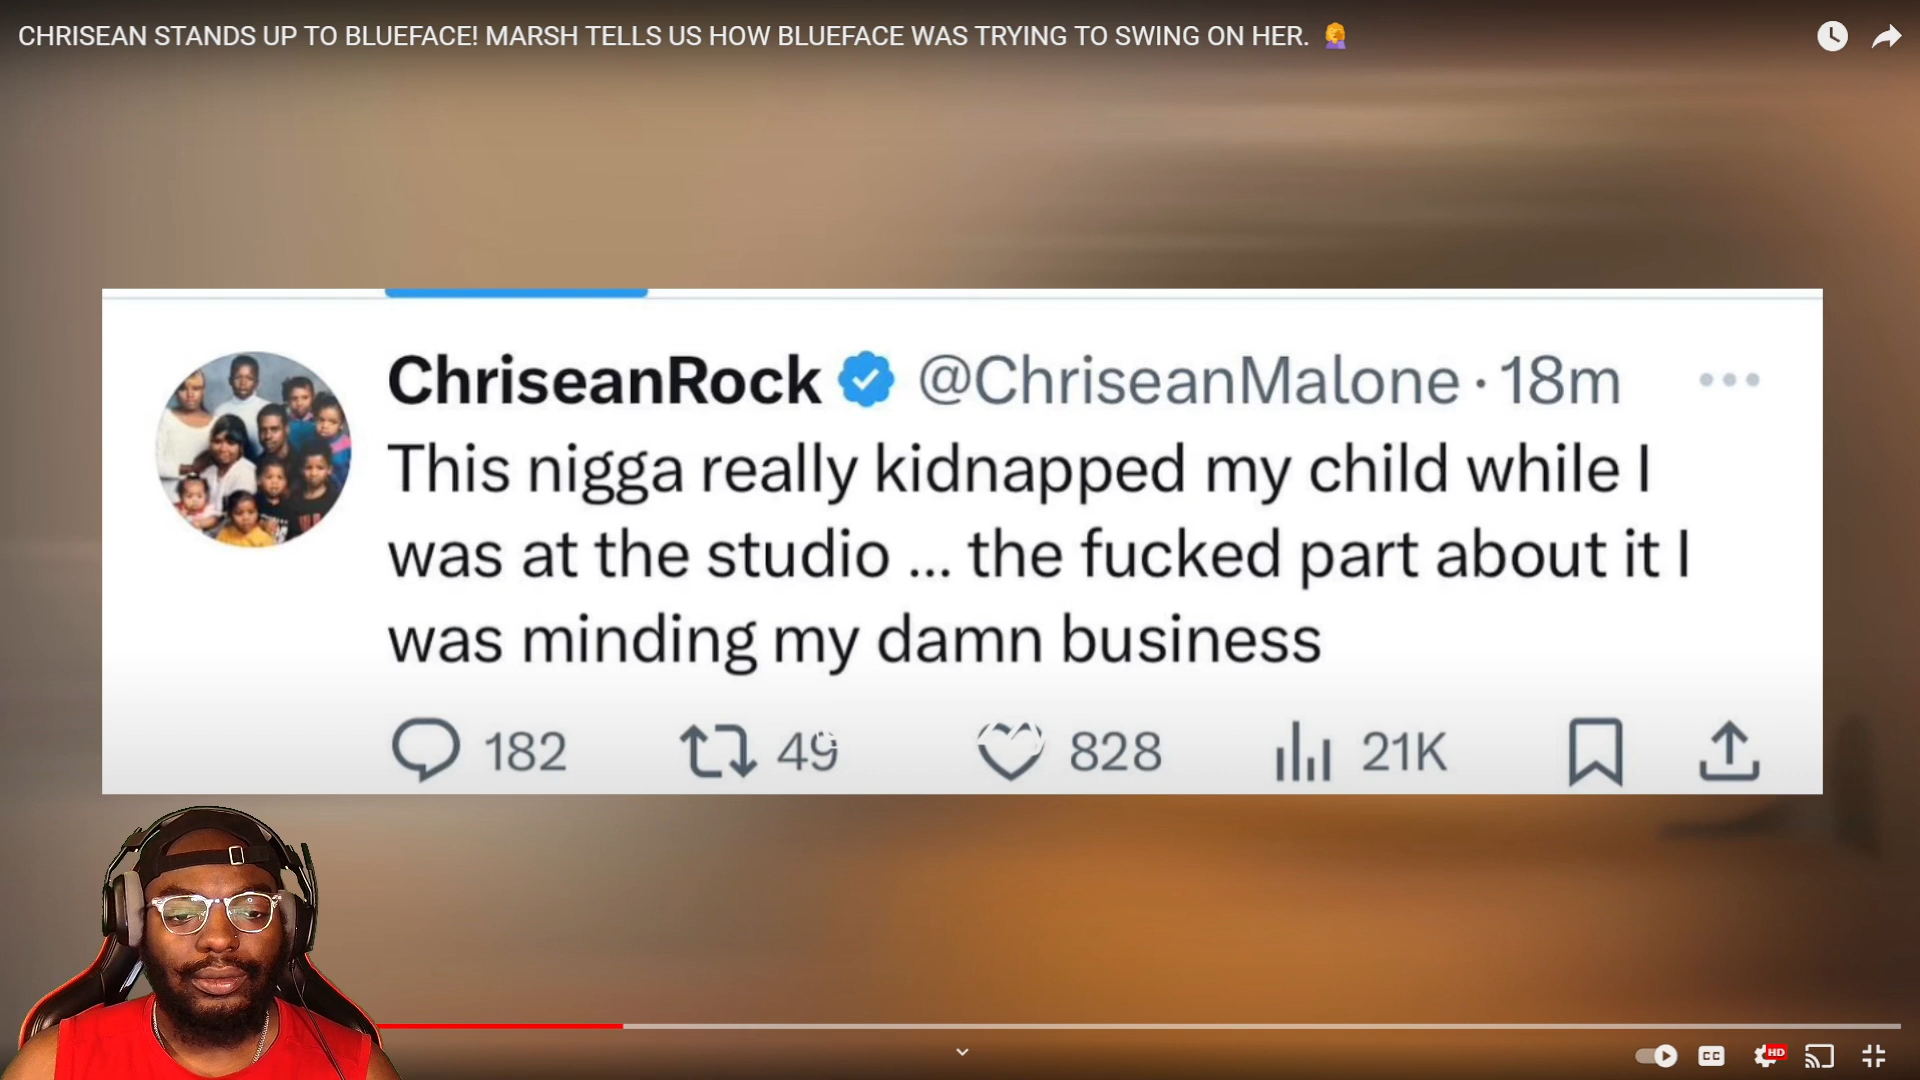 CHRISEAN STANDS UP TO BLUEFACE! MARSH TELLS US HOW BLUEFACE WAS TRYING TO SWING ON HER. 🤦‍♀️
ChriseanRock @ChriseanMalone · 18m
This nigga really kidnapped my child while I
was at the studio ... the fucked part about it I
was minding my damn business
182 49 828 21K
CC HD